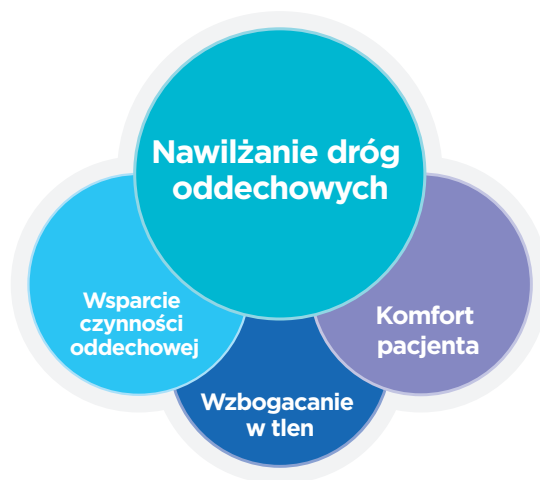 Nawilżanie dróg
oddechowych
Wsparcie
czynności
oddechowej
Komfort
pacjenta
Wzbogacanie
w tlen